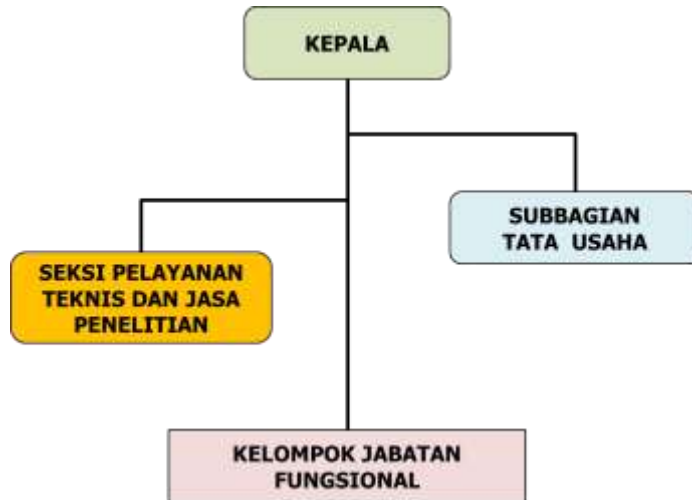 KEPALA
SUBBAGIAN
TATA USAHA
SEKSI PELAYANAN
TEKNIS DAN JASA
PENELITIAN
KELOMPOK JABATAN
FUNGSIONAL